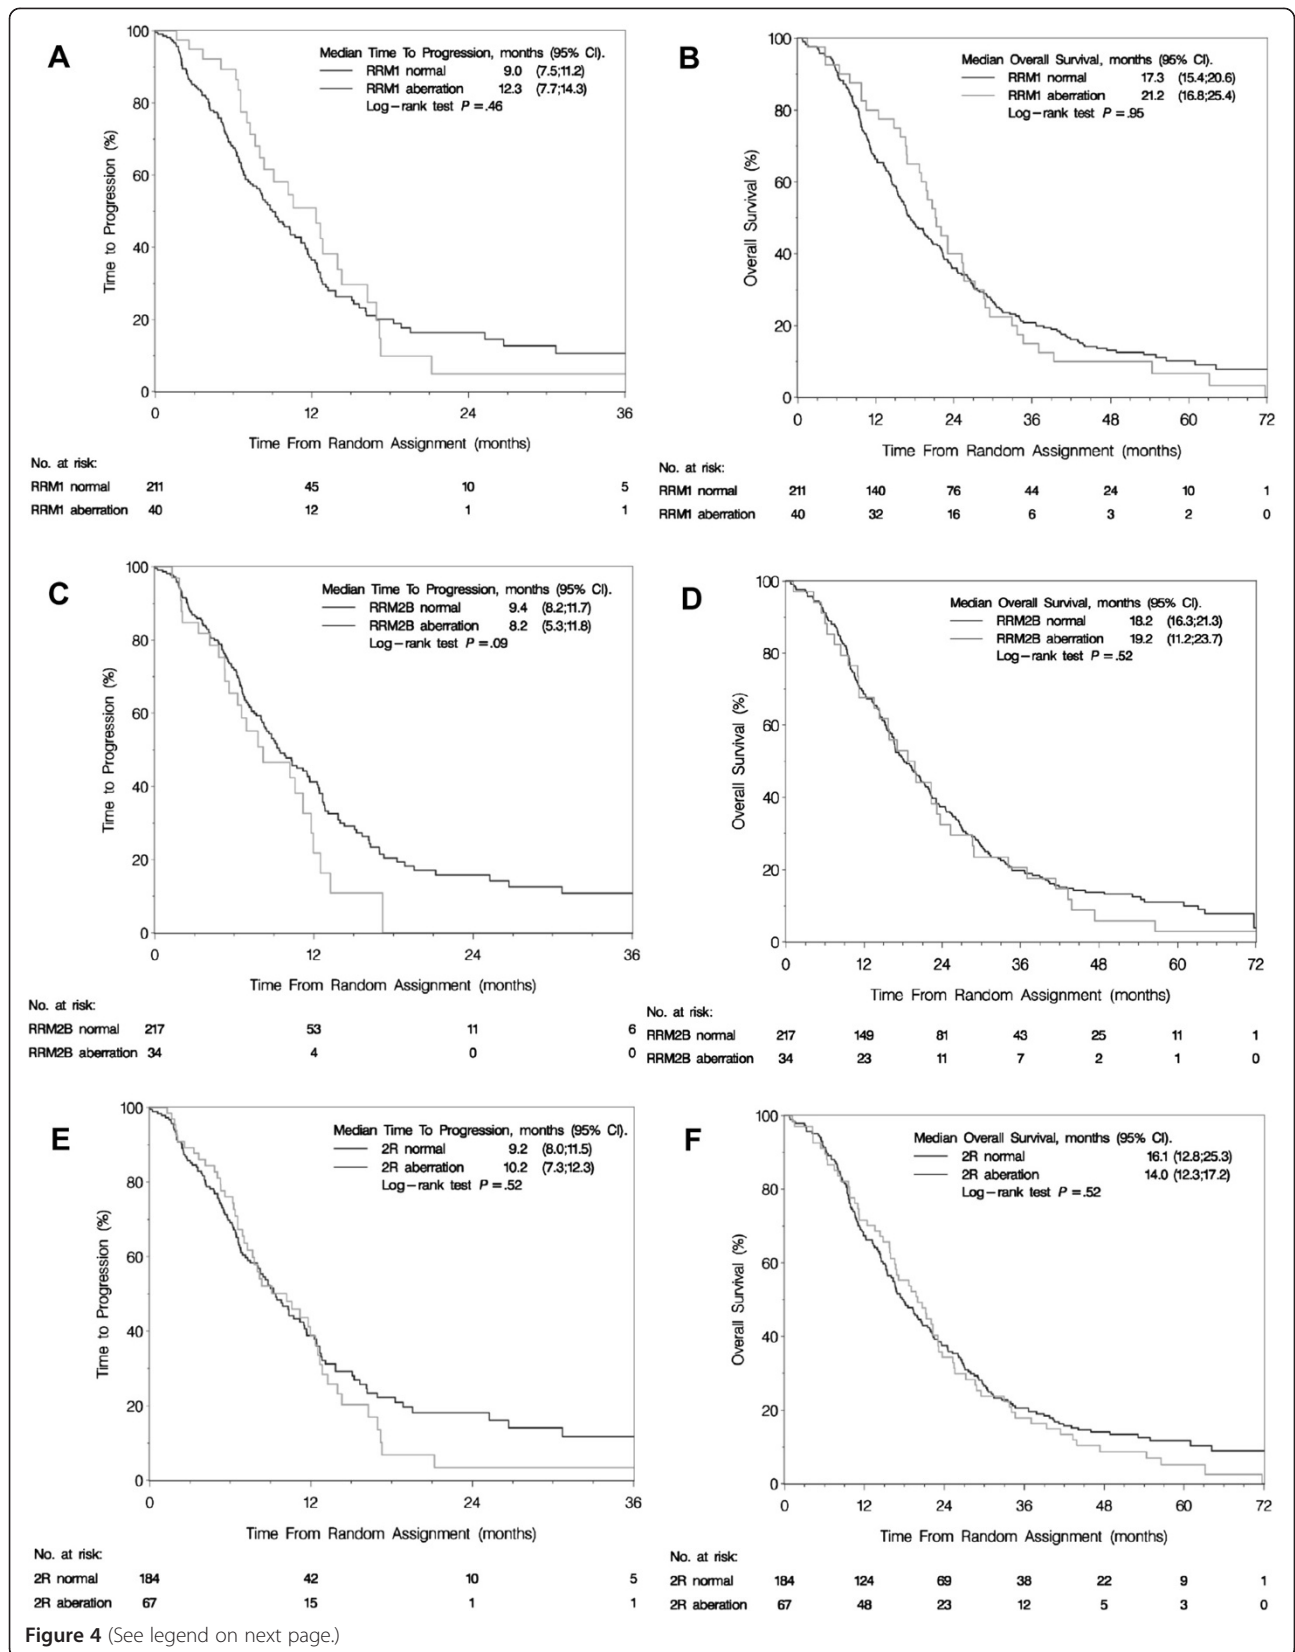 A
Median Time To Progression, months (95% CI).
RRM1 normal 9.0 (7.5;11.2)
RRM1 aberration 12.3 (7.7;14.3)
Log-rank test P =.46
Time to Progression (%)
100
80
60
40
20
0
0 12 24 36
Time From Random Assignment (months)
No. at risk:
RRM1 normal 211 45 10 5
RRM1 aberration 40 12 1 1
B
Median Overall Survival, months (95% CI).
RRM1 normal 17.3 (15.4;20.6)
RRM1 aberration 21.2 (16.8;25.4)
Log-rank test P =.95
Overall Survival (%)
100
80
60
40
20
0
0 12 24 36 48 60 72
Time From Random Assignment (months)
No. at risk:
RRM1 normal 211 140 76 44 24 10 1
RRM1 aberration 40 32 16 6 3 2 0
C
Median Time To Progression, months (95% CI).
RRM2B normal 9.4 (8.2;11.7)
RRM2B aberration 8.2 (5.3;11.8)
Log-rank test P =.09
Time to Progression (%)
100
80
60
40
20
0
0 12 24 36
Time From Random Assignment (months)
No. at risk:
RRM2B normal 217 53 11 6
RRM2B aberration 34 4 0 0
D
Median Overall Survival, months (95% CI).
RRM2B normal 18.2 (16.3;21.3)
RRM2B aberration 19.2 (11.2;23.7)
Log-rank test P =.52
Overall Survival (%)
100
80
60
40
20
0
0 12 24 36 48 60 72
Time From Random Assignment (months)
No. at risk:
RRM2B normal 217 149 81 43 25 11 1
RRM2B aberration 34 23 11 7 2 1 0
E
Median Time To Progression, months (95% CI).
2R normal 9.2 (8.0;11.5)
2R aberration 10.2 (7.3;12.3)
Log-rank test P =.52
Time to Progression (%)
100
80
60
40
20
0
0 12 24 36
Time From Random Assignment (months)
No. at risk:
2R normal 184 42 10 5
2R aberration 67 15 1 1
F
Median Overall Survival, months (95% CI).
2R normal 16.1 (12.8;25.3)
2R aberation 14.0 (12.3;17.2)
Log-rank test P =.52
Overall Survival (%)
100
80
60
40
20
0
0 12 24 36 48 60 72
Time From Random Assignment (months)
No. at risk:
2R normal 184 124 69 38 22 9 1
2R aberation 67 48 23 12 5 3 0
Figure 4 (See legend on next page.)